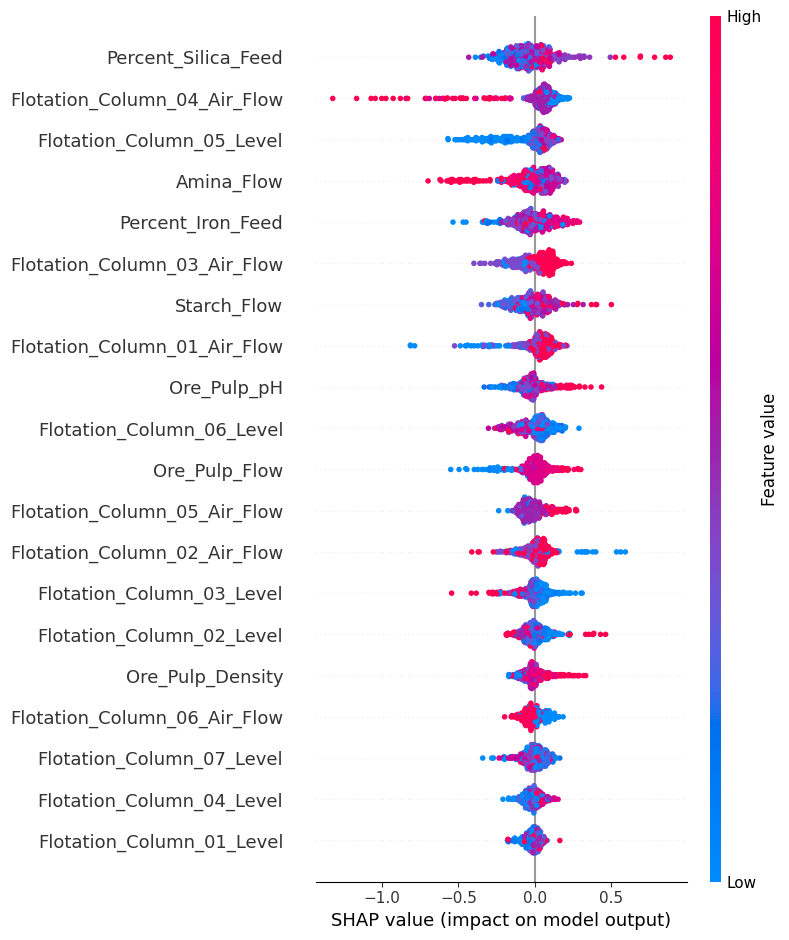 High
Percent_Silica_Feed
Flotation_Column_04_Air_Flow
Flotation_Column_05_Level
Amina_Flow
Percent_Iron_Feed
Flotation_Column_03_Air_Flow
Starch_Flow
Flotation_Column_01_Air_Flow
Ore_Pulp_pH
Flotation_Column_06_Level
Ore_Pulp_Flow
Flotation_Column_05_Air_Flow
Flotation_Column_02_Air_Flow
Flotation_Column_03_Level
Flotation_Column_02_Level
Ore_Pulp_Density
Flotation_Column_06_Air_Flow
Flotation_Column_07_Level
Flotation_Column_04_Level
Flotation_Column_01_Level
Feature value
Low
−1.0 −0.5 0.0 0.5
SHAP value (impact on model output)